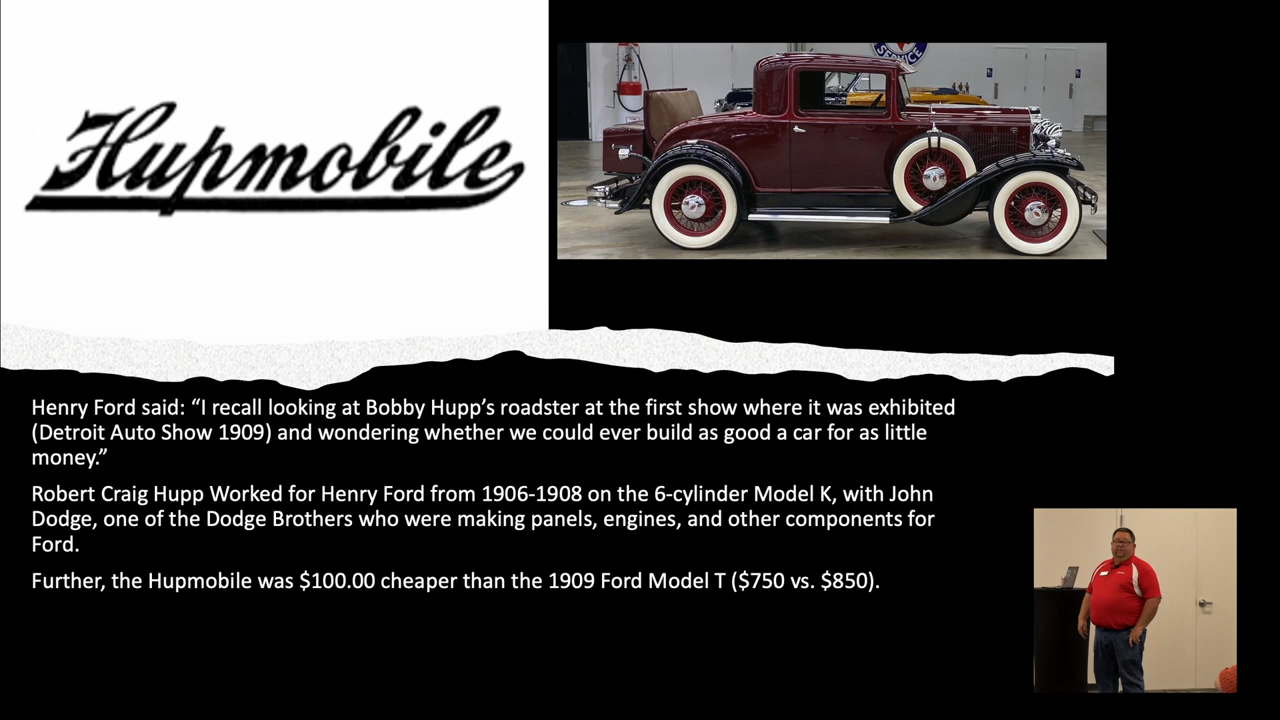 Hupmobile
SERVICE
Henry Ford said: “I recall looking at Bobby Hupp’s roadster at the first show where it was exhibited
(Detroit Auto Show 1909) and wondering whether we could ever build as good a car for as little
money.”
Robert Craig Hupp Worked for Henry Ford from 1906-1908 on the 6-cylinder Model K, with John
Dodge, one of the Dodge Brothers who were making panels, engines, and other components for
Ford.
Further, the Hupmobile was $100.00 cheaper than the 1909 Ford Model T ($750 vs. $850).